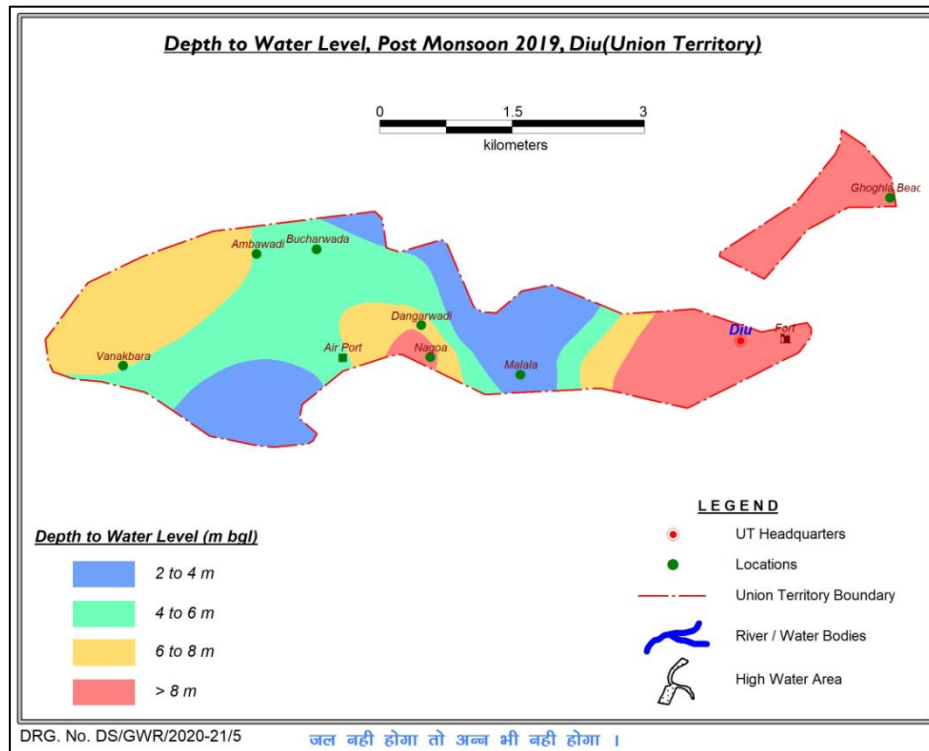 Depth to Water Level, Post Monsoon 2019, Diu(Union Territory)
0 1.5 3
kilometers
Ghoghla Beac
Bucharwada
Ambawadi
Dangarwadi
Diu
Fort
Air Port
Nagoa
Vanakbara
Malala
LEGEND
UT Headquarters
Locations
Union Territory Boundary
River / Water Bodies
High Water Area
Depth to Water Level (m bgl)
2 to 4 m
4 to 6 m
6 to 8 m
> 8 m
DRG. No. DS/GWR/2020-21/5
जल नही होगा तो अन्न भी नही होगा ।